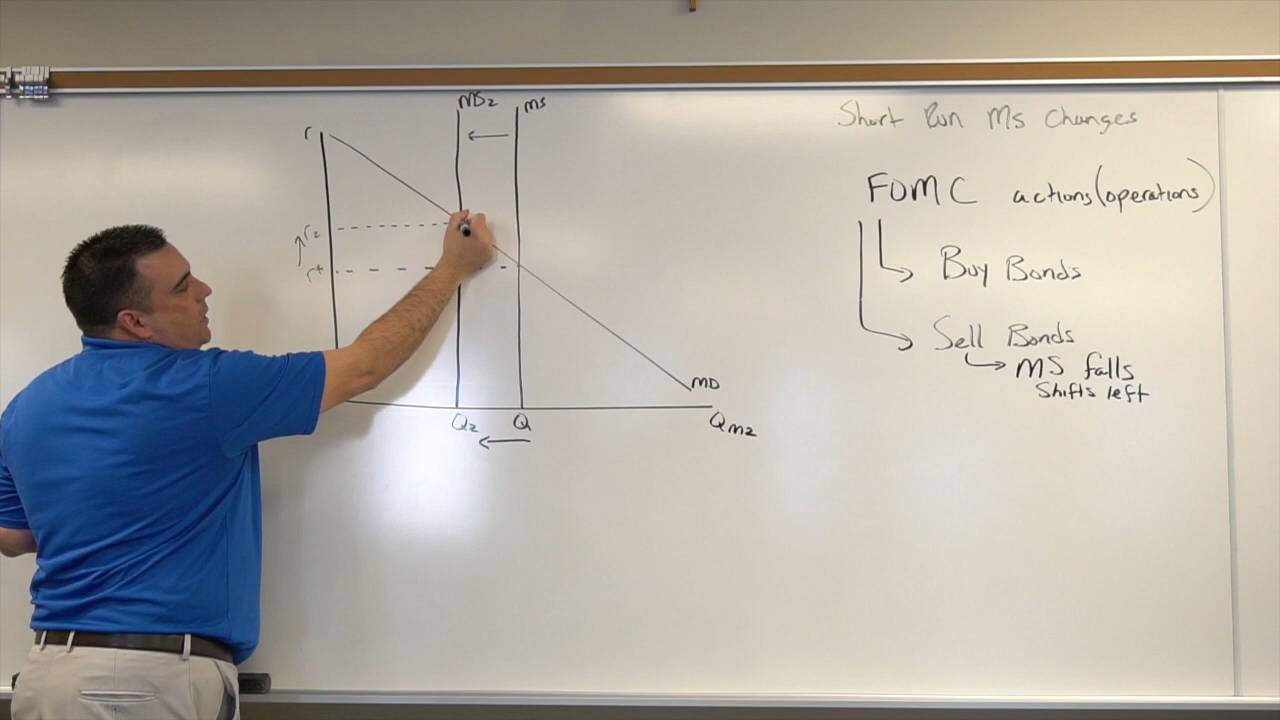 MS2
MS
r
r2
r*
MD
Q2
Q
QM2
Short Run Ms Changes
FOMC actions (operations)
Buy Bonds
Sell Bonds
MS falls
Shifts left